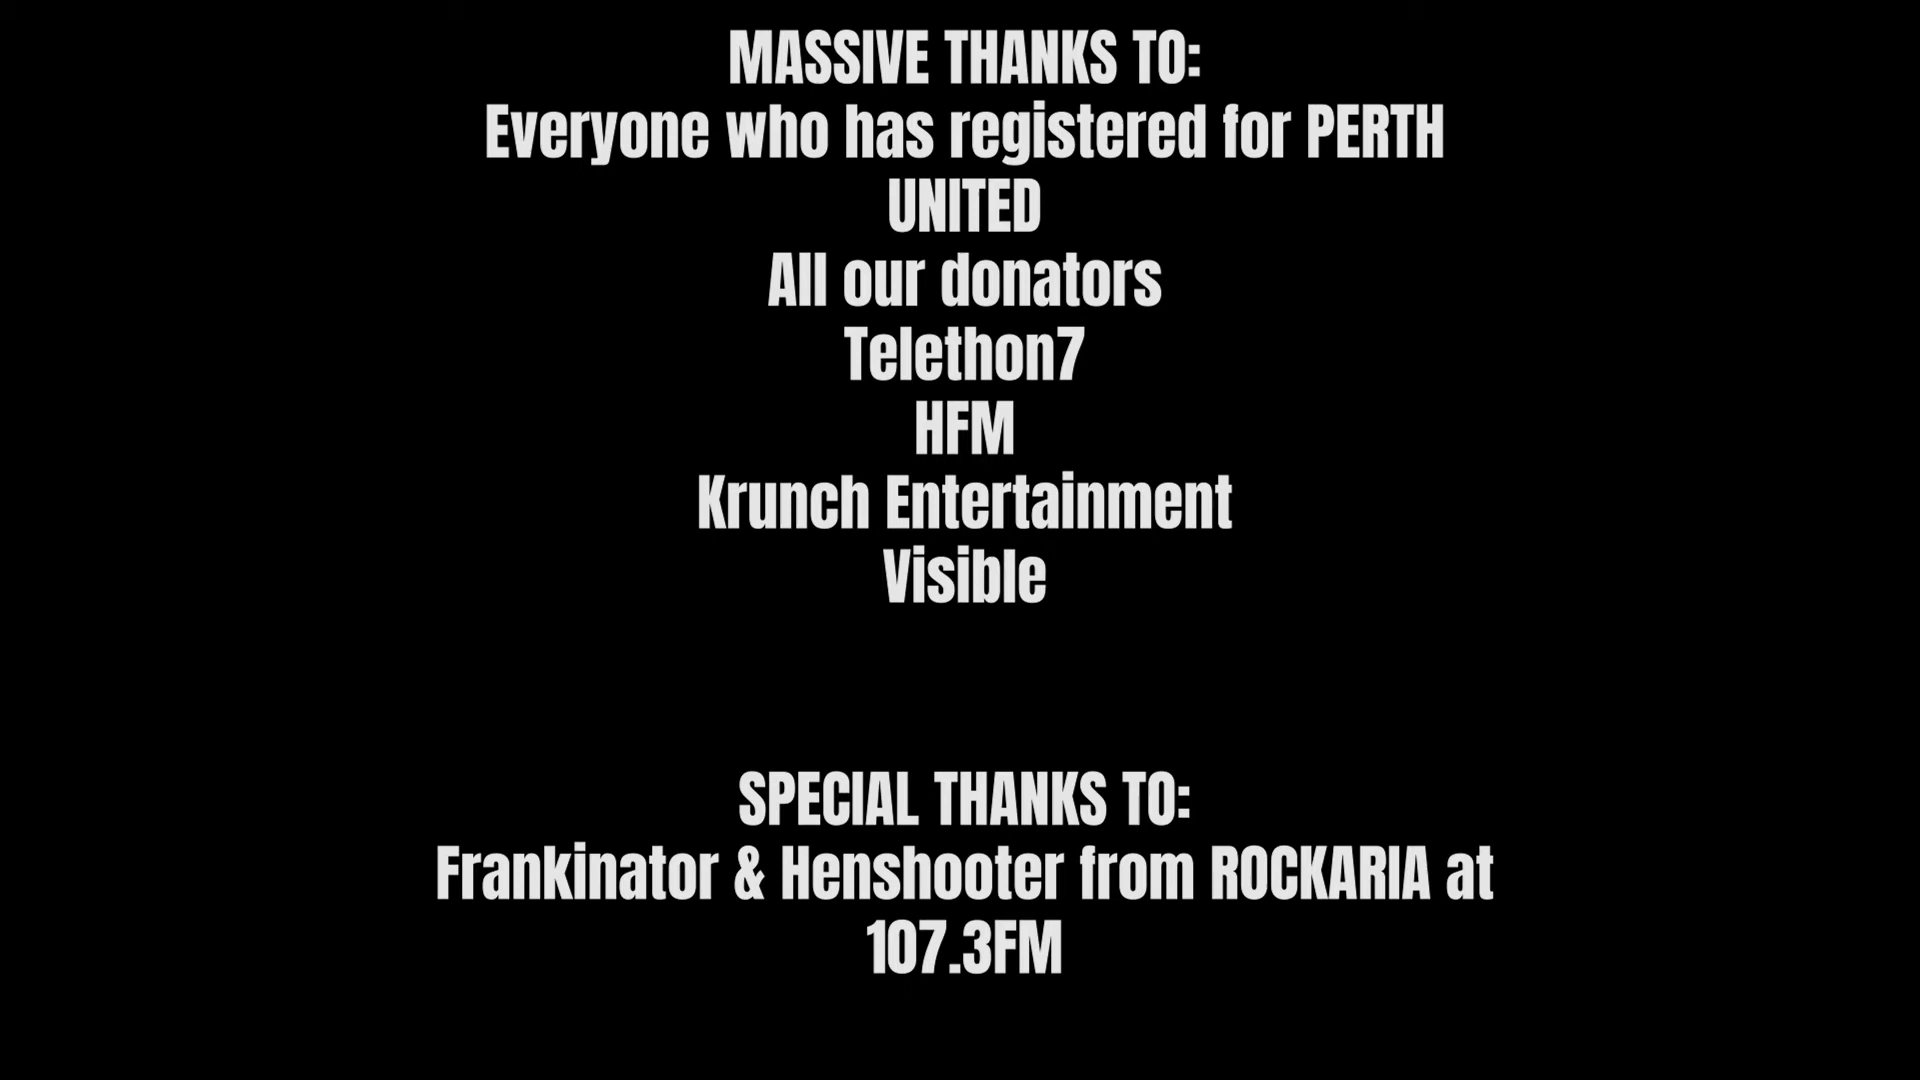 MASSIVE THANKS TO:
Everyone who has registered for PERTH
UNITED
All our donators
Telethon7
HFM
Krunch Entertainment
Visible
SPECIAL THANKS TO:
Frankinator & Henshooter from ROCKARIA at
107.3FM